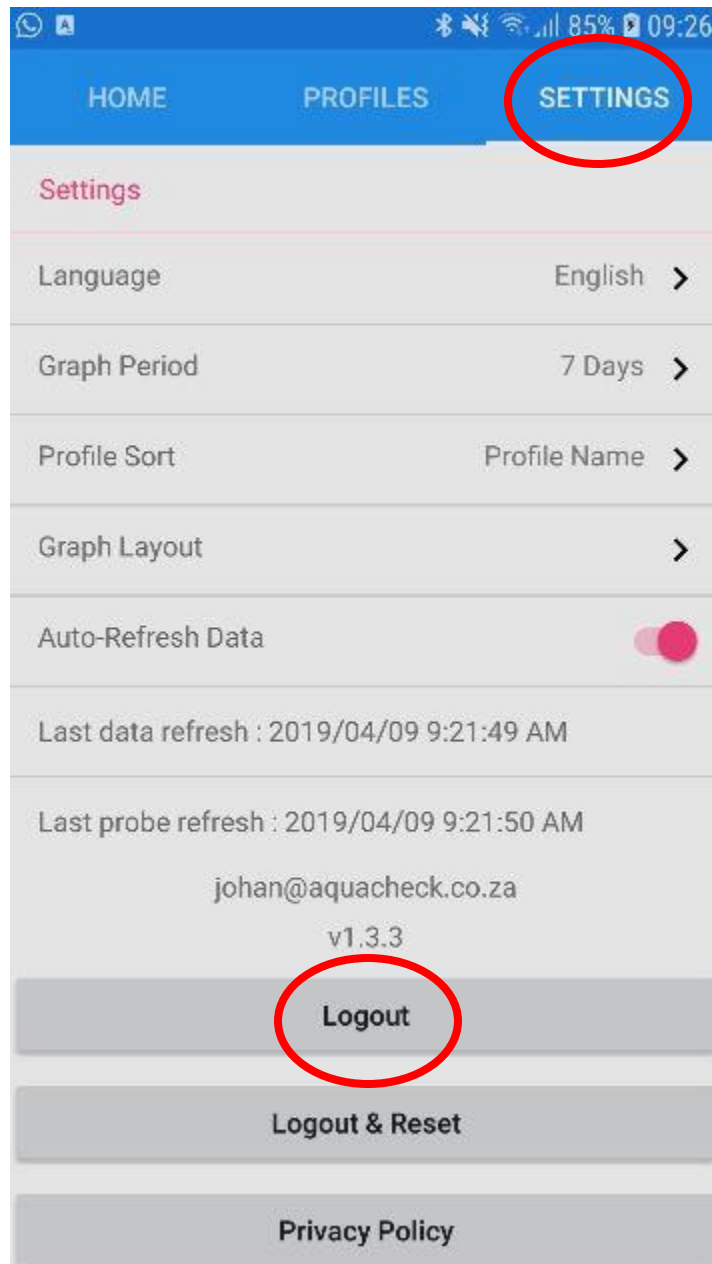 85% 09:26
HOME PROFILES SETTINGS
Settings
Language English
Graph Period 7 Days
Profile Sort Profile Name
Graph Layout
Auto-Refresh Data
Last data refresh : 2019/04/09 9:21:49 AM
Last probe refresh : 2019/04/09 9:21:50 AM
johan@aquacheck.co.za
v1.3.3
Logout
Logout & Reset
Privacy Policy